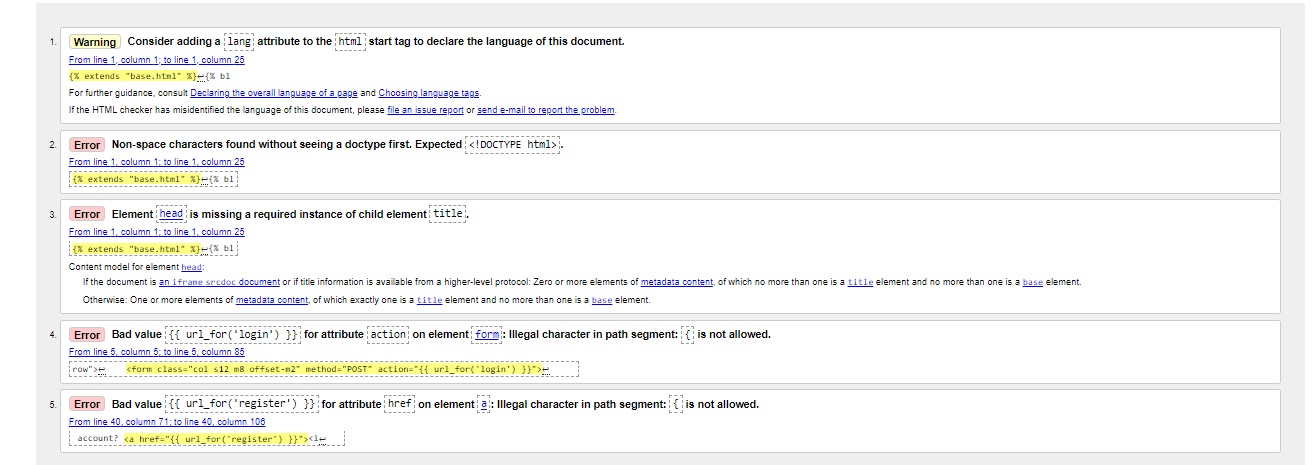 1. Warning Consider adding a lang attribute to the html start tag to declare the language of this document.
From line 1, column 1; to line 1, column 25
{% extends "base.html" %}↩{% bl
For further guidance, consult Declaring the overall language of a page and Choosing language tags.
If the HTML checker has misidentified the language of this document, please file an issue report or send e-mail to report the problem.
2. Error Non-space characters found without seeing a doctype first. Expected <!DOCTYPE html>.
From line 1, column 1; to line 1, column 25
{% extends "base.html" %}↩{% bl
3. Error Element head is missing a required instance of child element title.
From line 1, column 1; to line 1, column 25
{% extends "base.html" %}↩{% bl
Content model for element head:
If the document is an iframe srcdoc document or if title information is available from a higher-level protocol: Zero or more elements of metadata content, of which no more than one is a title element and no more than one is a base element.
Otherwise: One or more elements of metadata content, of which exactly one is a title element and no more than one is a base element.
4. Error Bad value {{ url_for('login') }} for attribute action on element form: Illegal character in path segment: { is not allowed.
From line 5, column 5; to line 5, column 85
row">↩ <form class="col s12 m8 offset-m2" method="POST" action="{{ url_for('login') }}">↩
5. Error Bad value {{ url_for('register') }} for attribute href on element a: Illegal character in path segment: { is not allowed.
From line 40, column 71; to line 40, column 106
account? <a href="{{ url_for('register') }}"><i↩